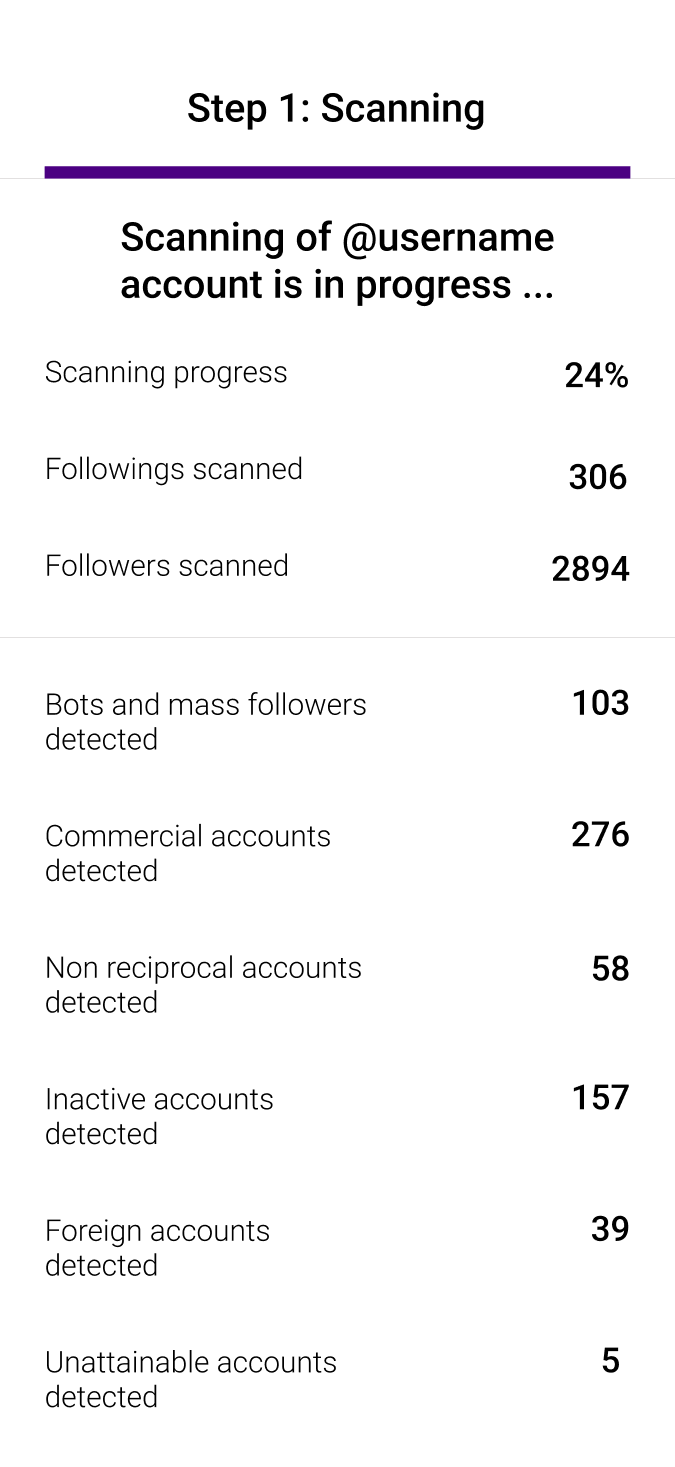 Step 1: Scanning
Scanning of @username
account is in progress ...
Scanning progress 24%
Followings scanned 306
Followers scanned 2894
Bots and mass followers 103
detected
Commercial accounts 276
detected
Non reciprocal accounts 58
detected
Inactive accounts 157
detected
Foreign accounts 39
detected
Unattainable accounts 5
detected